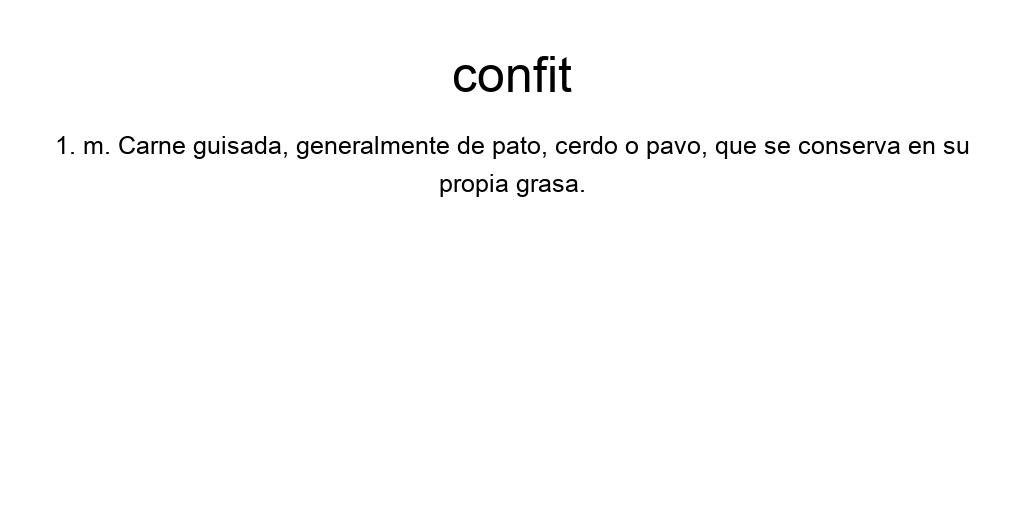 confit
1. m. Carne guisada, generalmente de pato, cerdo o pavo, que se conserva en su
propia grasa.